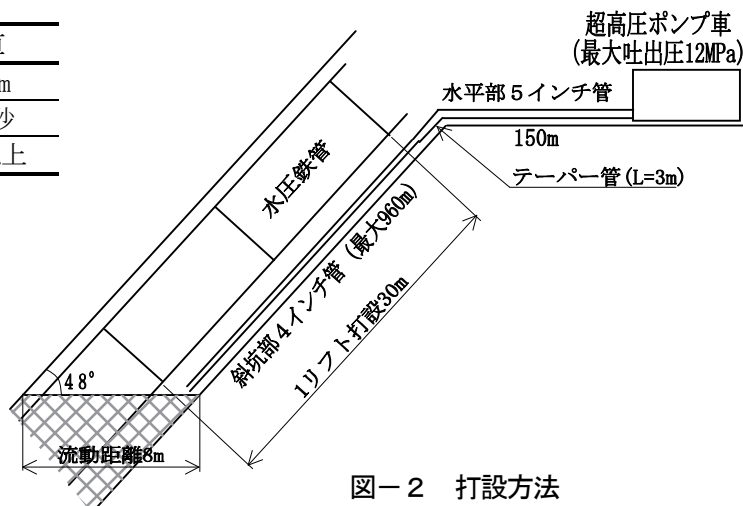 直
m
秒
上
超高圧ポンプ車
(最大吐出圧12MPa)
水平部５インチ管
150m
テーパー管(L=3m)
水圧鉄管
斜坑部４インチ管（最大960m）
1リフト打設30m
48°
流動距離8m
図－２　打設方法